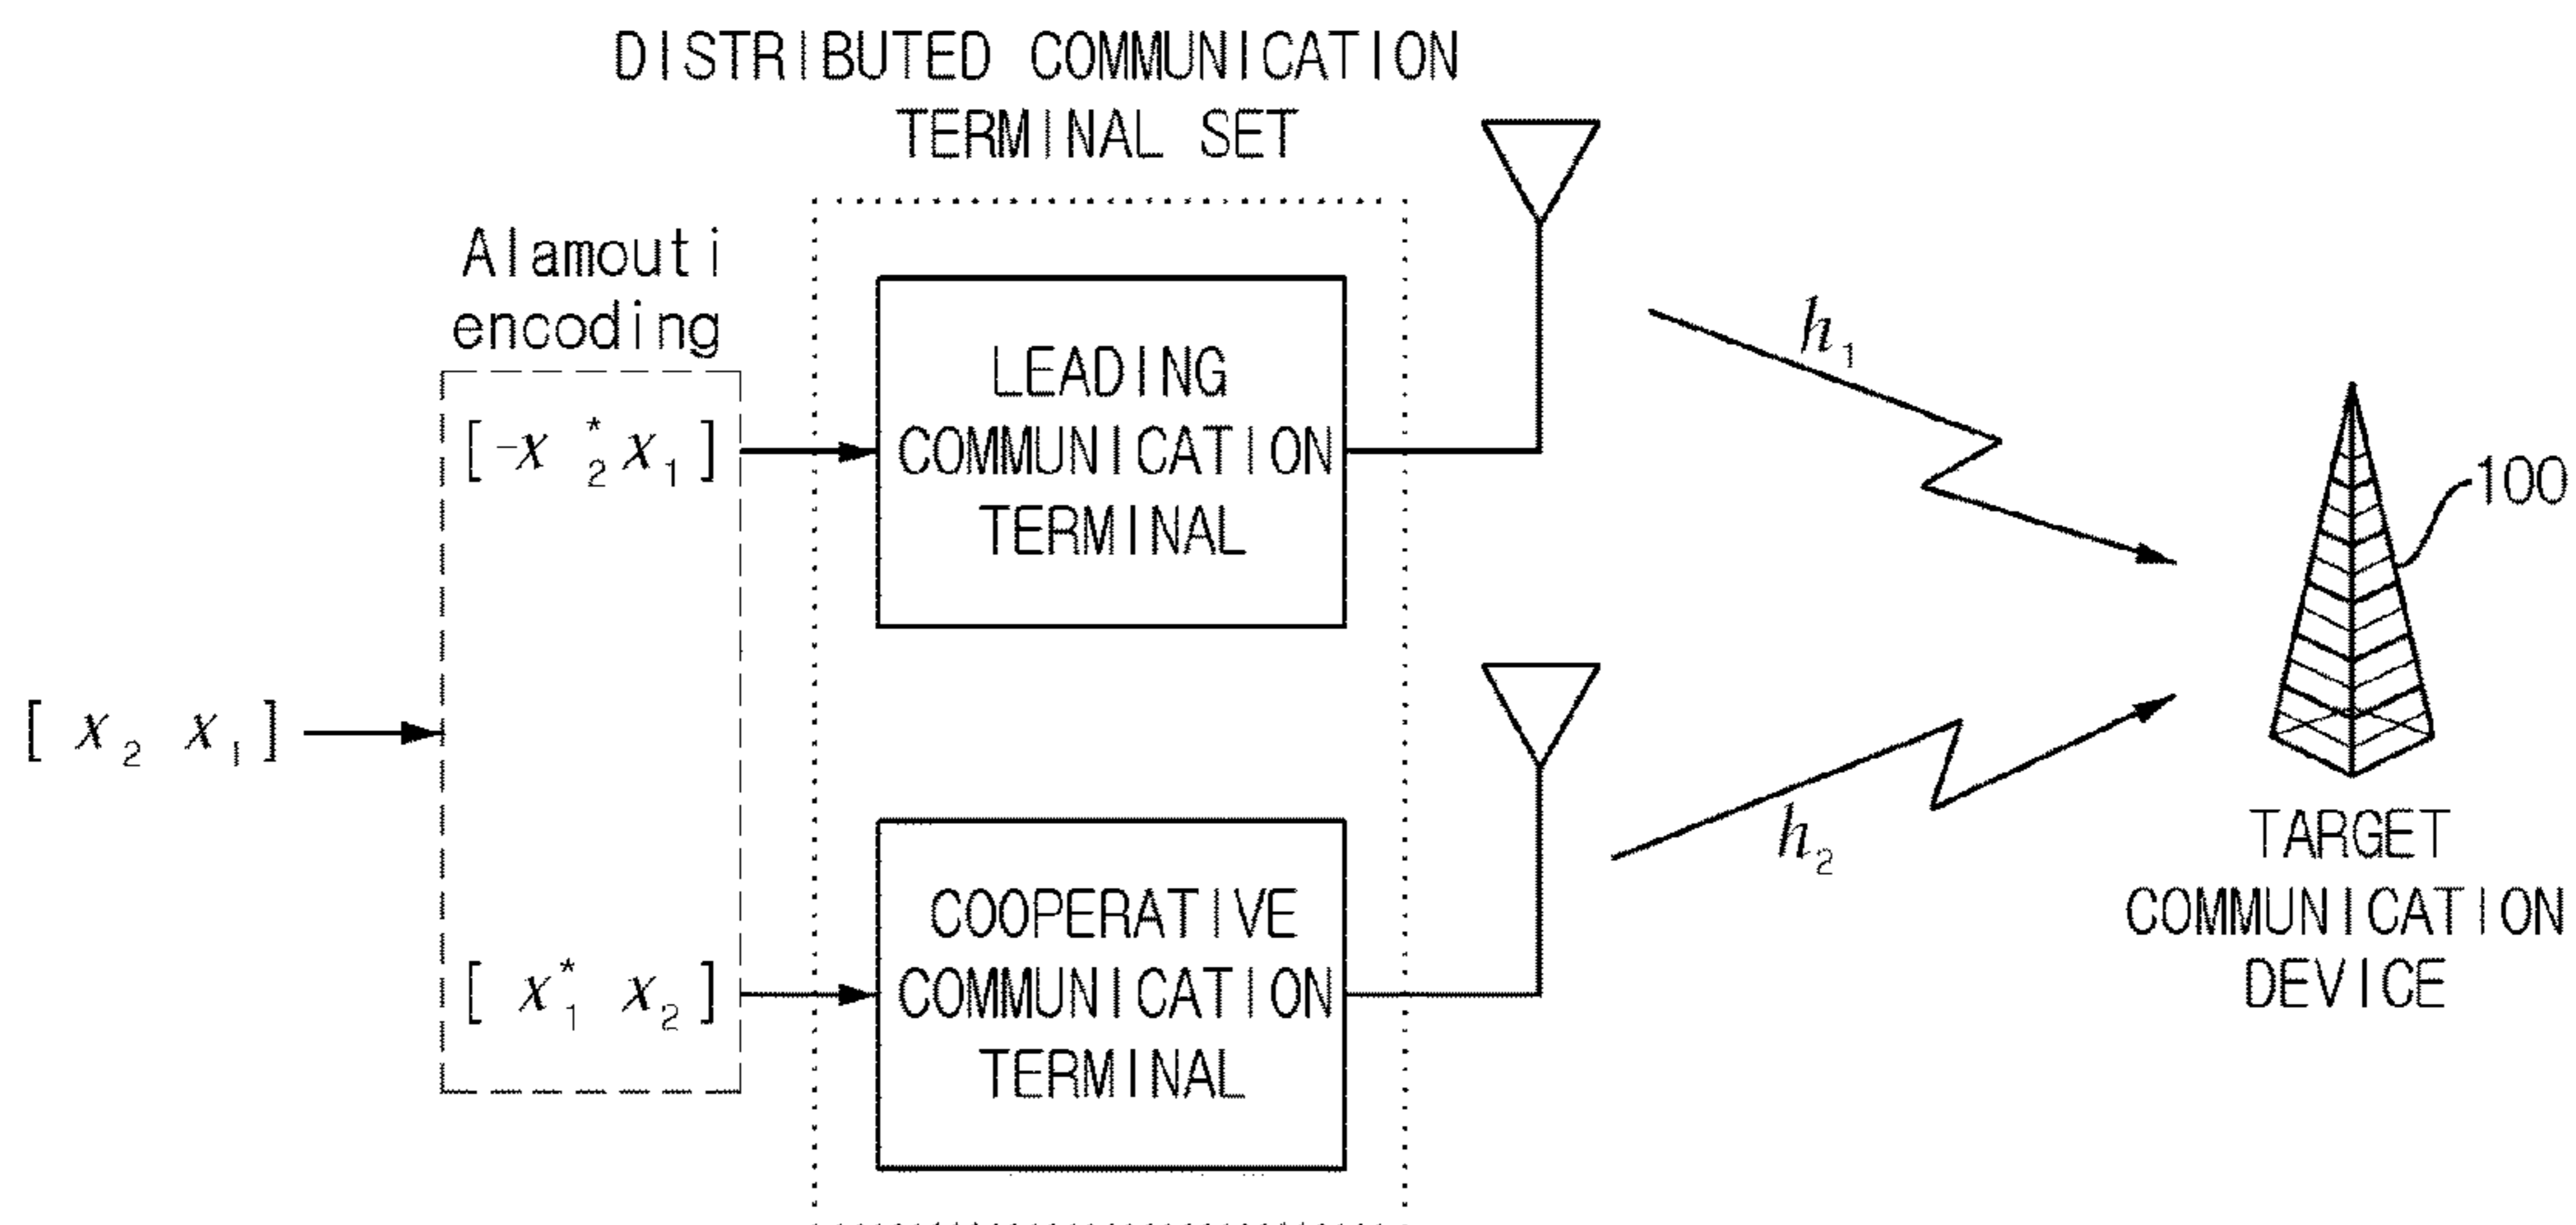 DISTRIBUTED COMMUNICATION
TERMINAL SET
Alamouti
encoding
[-x*₂ x₁]
LEADING
COMMUNICATION
TERMINAL
h₁
100
[ x₂ x₁ ]
h₂
TARGET
COMMUNICATION
DEVICE
[ x*₁ x₂ ]
COOPERATIVE
COMMUNICATION
TERMINAL